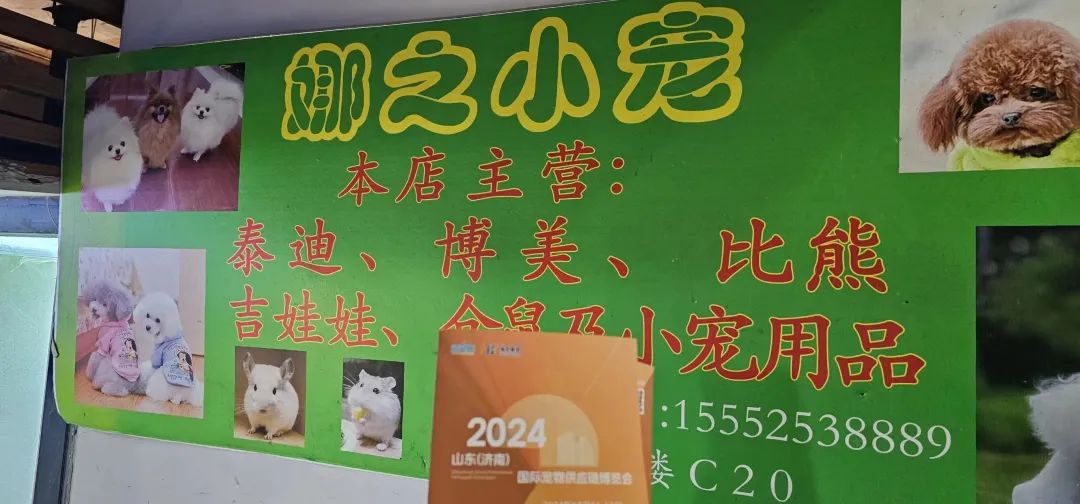 娜之小宠
本店主营:
泰迪、博美、比熊
吉娃娃、仓鼠及小宠用品
:15552538889
楼C20
2024
山东(济南)
国际宠物供应链博览会